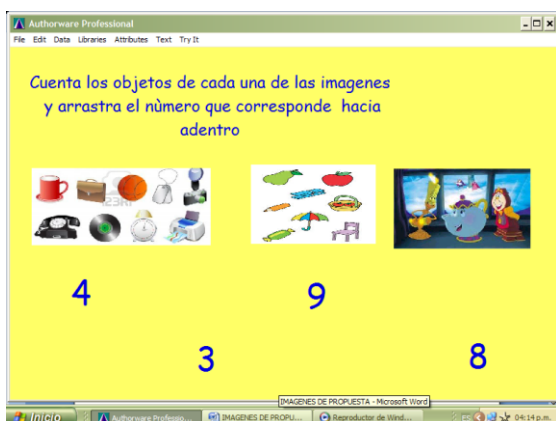 Authorware Professional
File Edit Data Libraries Attributes Text Try It
Cuenta los objetos de cada una de las imagenes
y arrastra el nùmero que corresponde hacia
adentro
123RF
4
9
3
8
IMAGENES DE PROPUESTA - Microsoft Word
Inicio Authorware Professio... IMAGENES DE PROPU... Reproductor de Wind... 04:14 p.m.